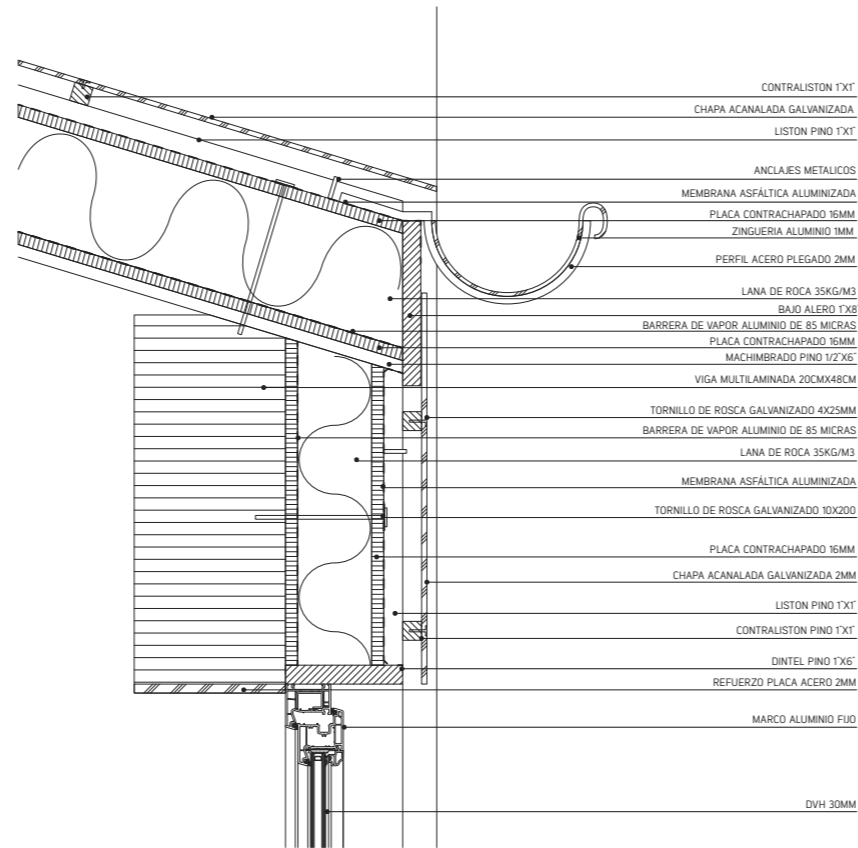 CONTRALISTON 1"X1"
CHAPA ACANALADA GALVANIZADA
LISTON PINO 1"X1"
ANCLAJES METALICOS
MEMBRANA ASFÁLTICA ALUMINIZADA
PLACA CONTRACHAPADO 16MM
ZINGUERIA ALUMINIO 1MM
PERFIL ACERO PLEGADO 2MM
LANA DE ROCA 35KG/M3
BAJO ALERO 1"X8
BARRERA DE VAPOR ALUMINIO DE 85 MICRAS
PLACA CONTRACHAPADO 16MM
MACHIMBRADO PINO 1/2"X6"
VIGA MULTILAMINADA 20CMX48CM
TORNILLO DE ROSCA GALVANIZADO 4X25MM
BARRERA DE VAPOR ALUMINIO DE 85 MICRAS
LANA DE ROCA 35KG/M3
MEMBRANA ASFÁLTICA ALUMINIZADA
TORNILLO DE ROSCA GALVANIZADO 10X200
PLACA CONTRACHAPADO 16MM
CHAPA ACANALADA GALVANIZADA 2MM
LISTON PINO 1"X1"
CONTRALISTON PINO 1"X1"
DINTEL PINO 1"X6"
REFUERZO PLACA ACERO 2MM
MARCO ALUMINIO FIJO
DVH 30MM